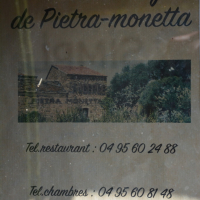 de Pietra-monetta
Tel.restaurant : 04 95 60 24 88
Tel.chambres : 04 95 60 81 48